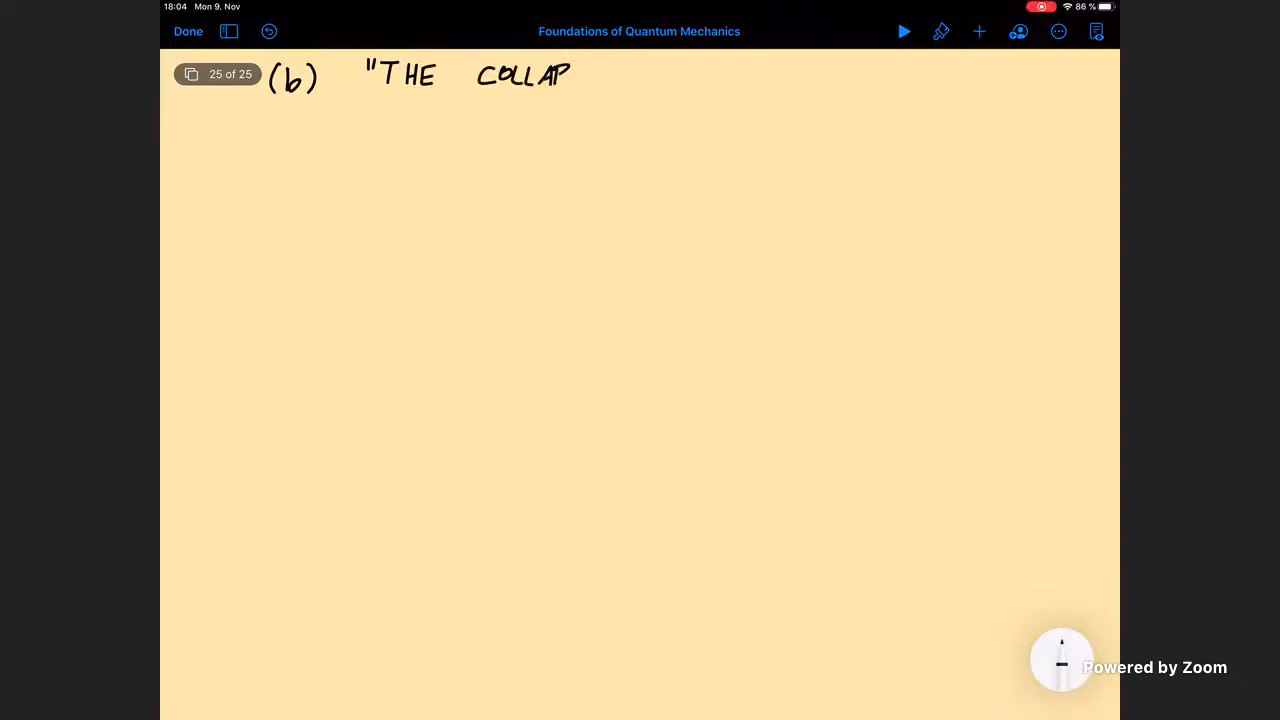 18:04 Mon 9. Nov 86 %
Done Foundations of Quantum Mechanics
25 of 25 (b) "THE COLLAP
Powered by Zoom